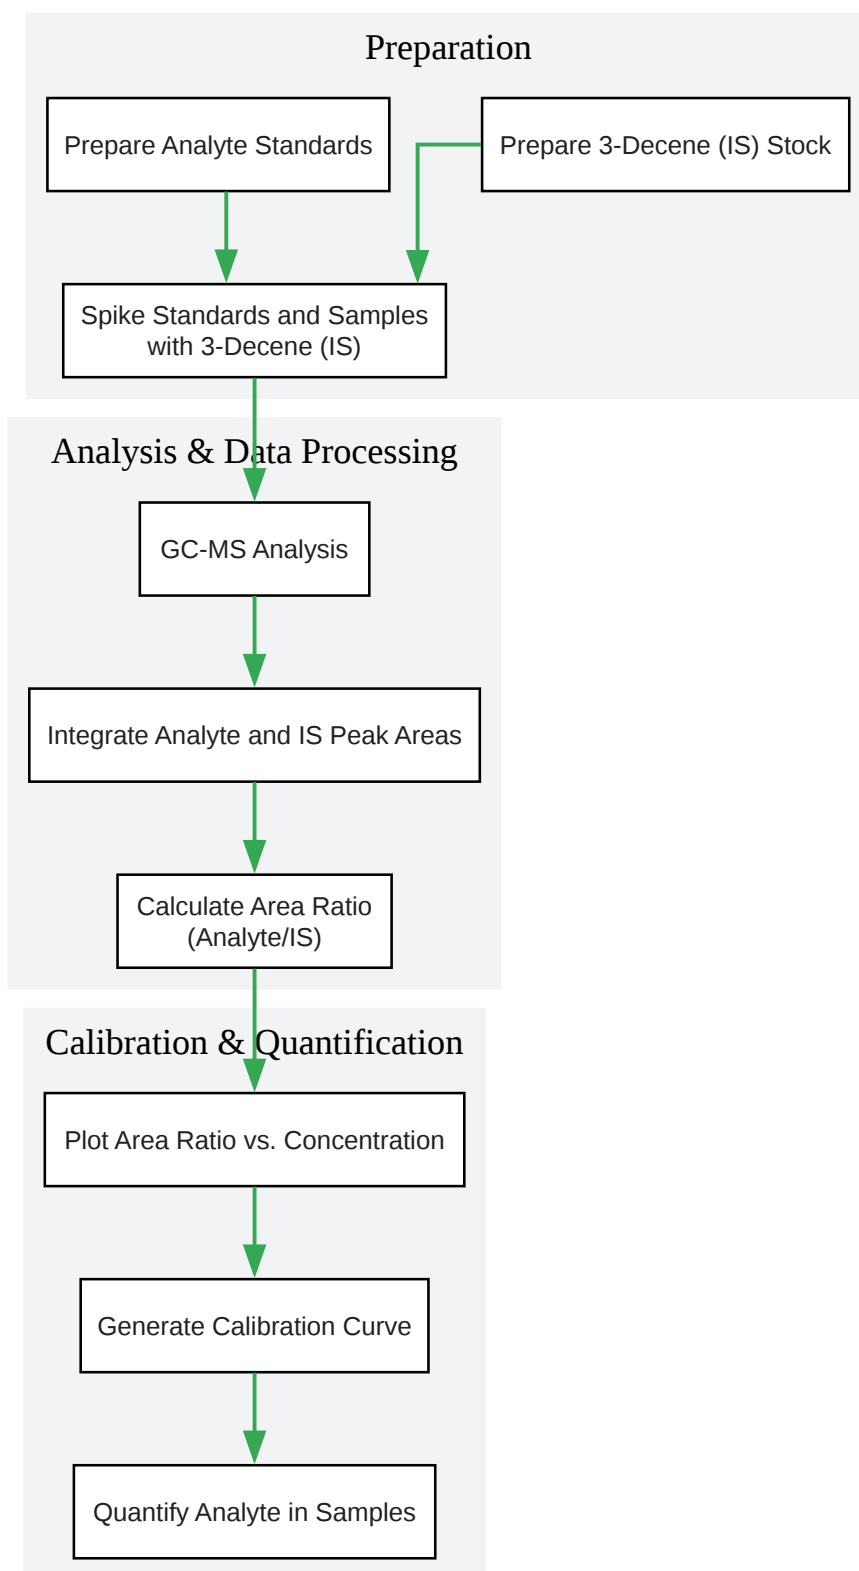 Preparation
Prepare Analyte Standards
Prepare 3-Decene (IS) Stock
Spike Standards and Samples
with 3-Decene (IS)
Analysis & Data Processing
GC-MS Analysis
Integrate Analyte and IS Peak Areas
Calculate Area Ratio
(Analyte/IS)
Calibration & Quantification
Plot Area Ratio vs. Concentration
Generate Calibration Curve
Quantify Analyte in Samples